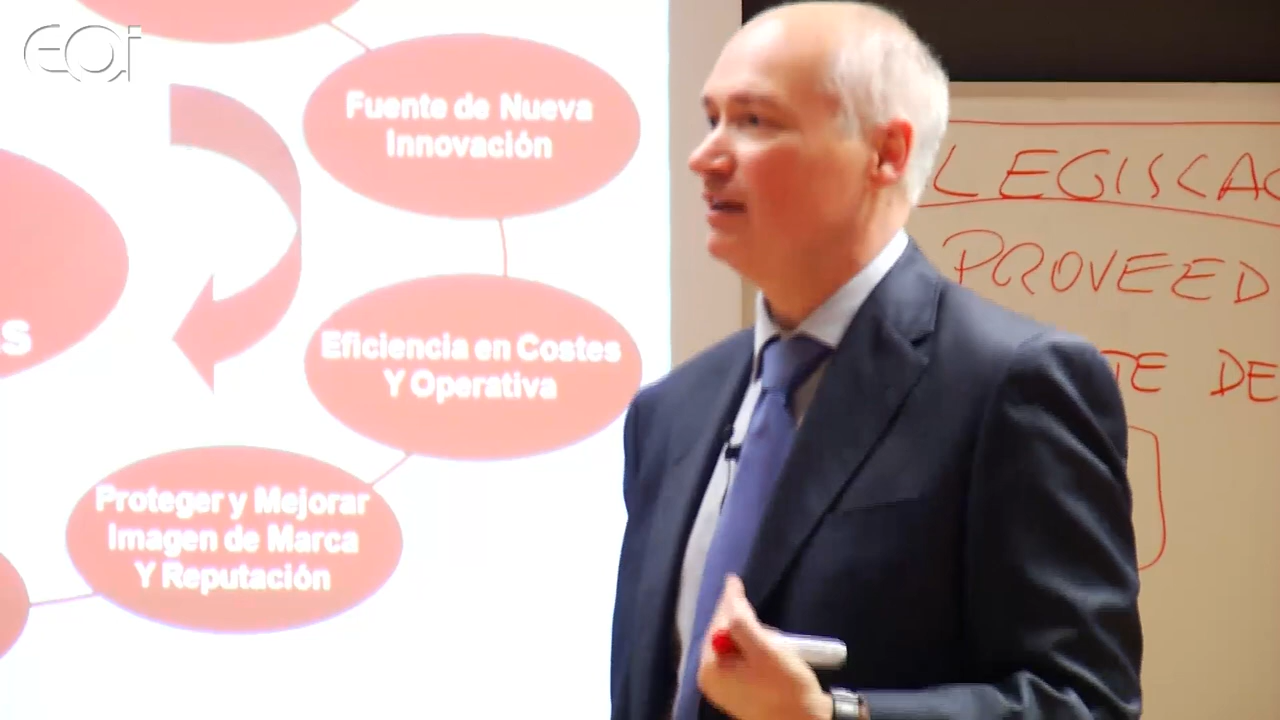 eoi
Fuente de Nueva
Innovación
Eficiencia en Costes
Y Operativa
Proteger y Mejorar
Imagen de Marca
Y Reputación
LEGISLAC
PROVEED
DE